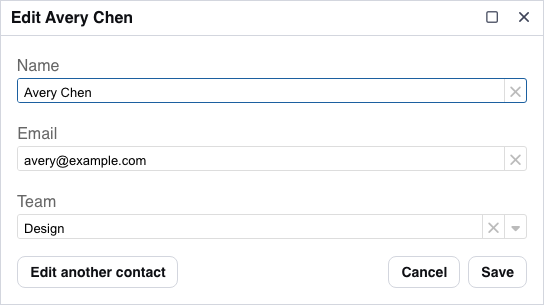 Edit Avery Chen
Name
Avery Chen
Email
avery@example.com
Team
Design
Edit another contact
Cancel
Save